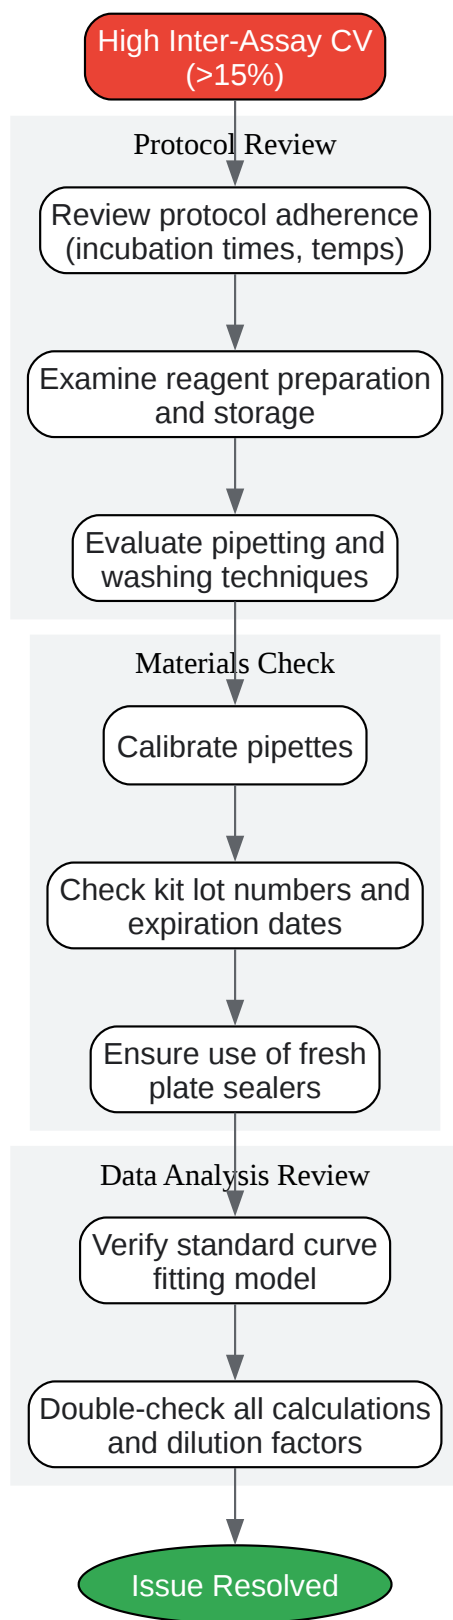 High Inter-Assay CV
(>15%)
Protocol Review
Review protocol adherence
(incubation times, temps)
Examine reagent preparation
and storage
Evaluate pipetting and
washing techniques
Materials Check
Calibrate pipettes
Check kit lot numbers and
expiration dates
Ensure use of fresh
plate sealers
Data Analysis Review
Verify standard curve
fitting model
Double-check all calculations
and dilution factors
Issue Resolved